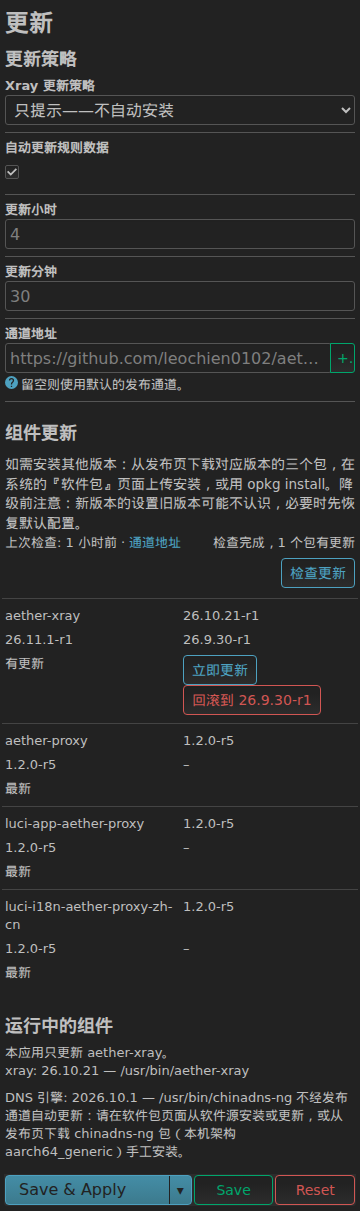 更新
更新策略
Xray 更新策略
只提示——不自动安装
自动更新规则数据
更新小时
4
更新分钟
30
通道地址
https://github.com/leochien0102/aet...
+
留空则使用默认的发布通道。
组件更新
如需安装其他版本：从发布页下载对应版本的三个包，在
系统的『软件包』页面上传安装，或用 opkg install。降
级前注意：新版本的设置旧版本可能不认识，必要时先恢
复默认配置。
上次检查: 1 小时前 · 通道地址
检查完成，1 个包有更新
检查更新
aether-xray 26.10.21-r1
26.11.1-r1 26.9.30-r1
有更新 立即更新
回滚到 26.9.30-r1
aether-proxy 1.2.0-r5
1.2.0-r5 –
最新
luci-app-aether-proxy 1.2.0-r5
1.2.0-r5 –
最新
luci-i18n-aether-proxy-zh- 1.2.0-r5
cn
1.2.0-r5 –
最新
运行中的组件
本应用只更新 aether-xray。
xray: 26.10.21 — /usr/bin/aether-xray
DNS 引擎: 2026.10.1 — /usr/bin/chinadns-ng 不经发布
通道自动更新：请在软件包页面从软件源安装或更新，或从
发布页下载 chinadns-ng 包（本机架构
aarch64_generic）手工安装。
Save & Apply ▾ Save Reset